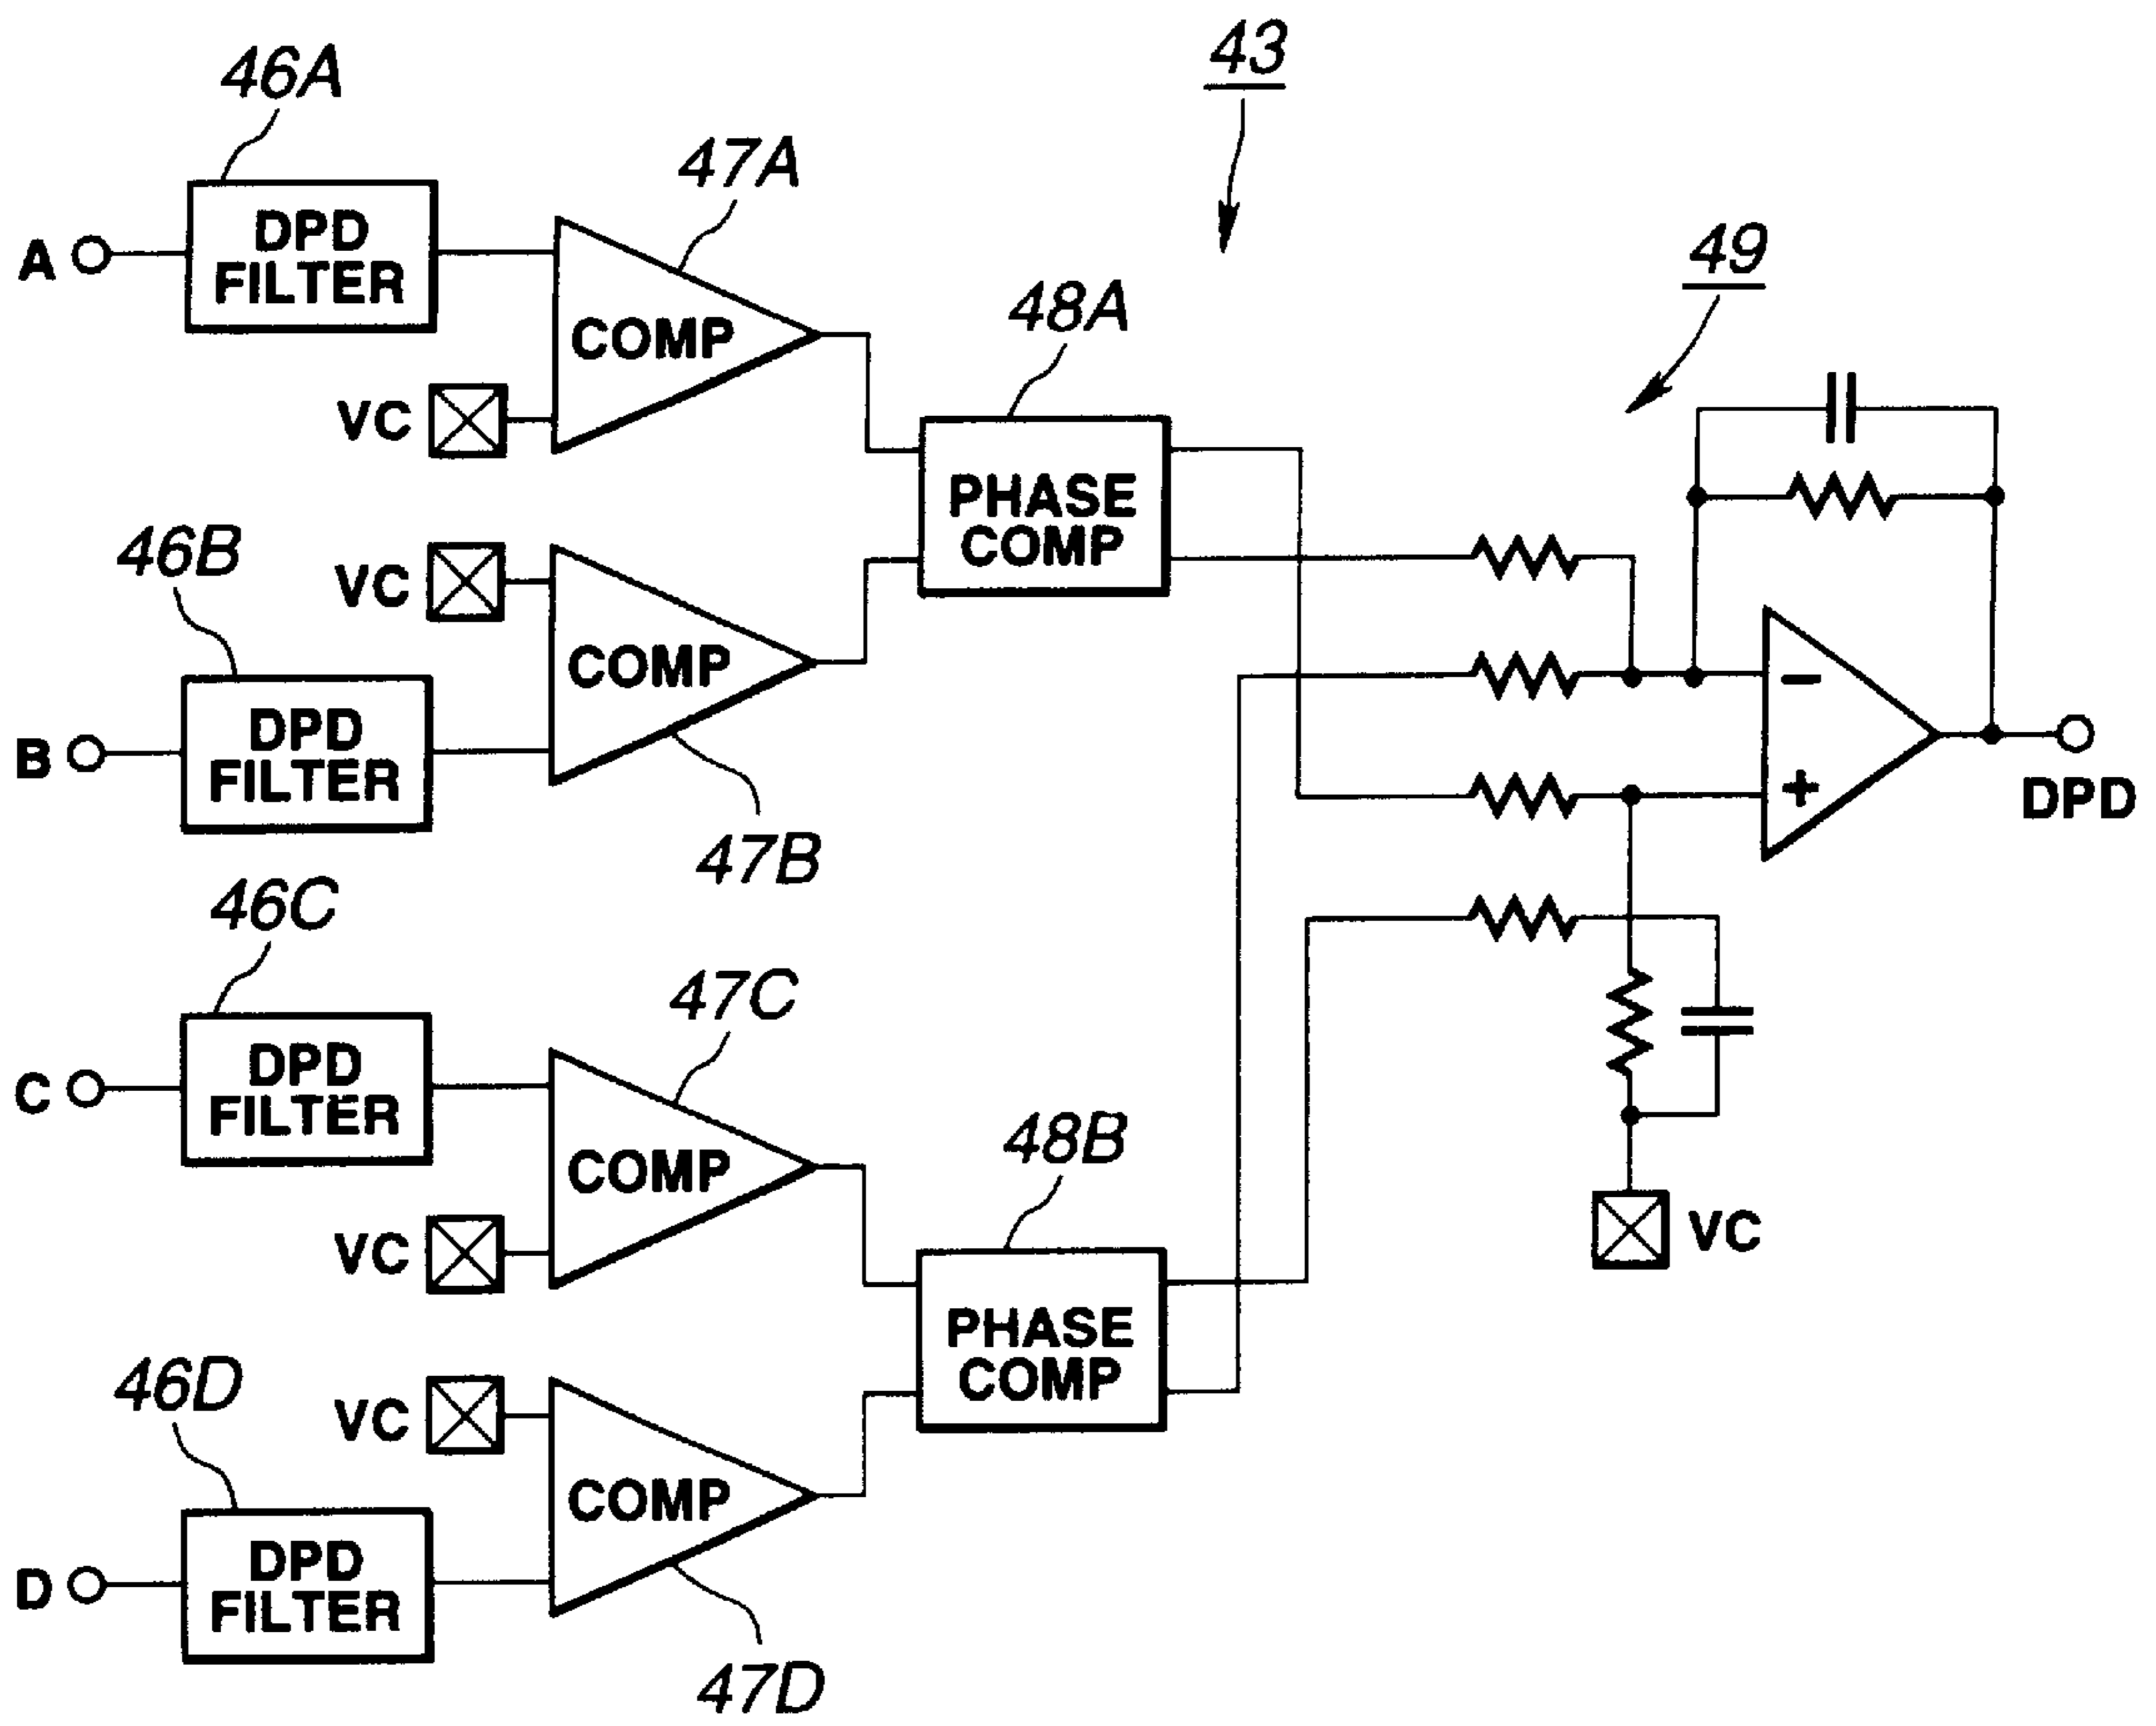 43
46A
47A
DPD
FILTER
A
COMP
VC
48A
49
PHASE
COMP
46B
VC
COMP
DPD
FILTER
B
47B
-
+
DPD
46C
47C
DPD
FILTER
C
COMP
VC
48B
PHASE
COMP
VC
46D
VC
COMP
DPD
FILTER
D
47D